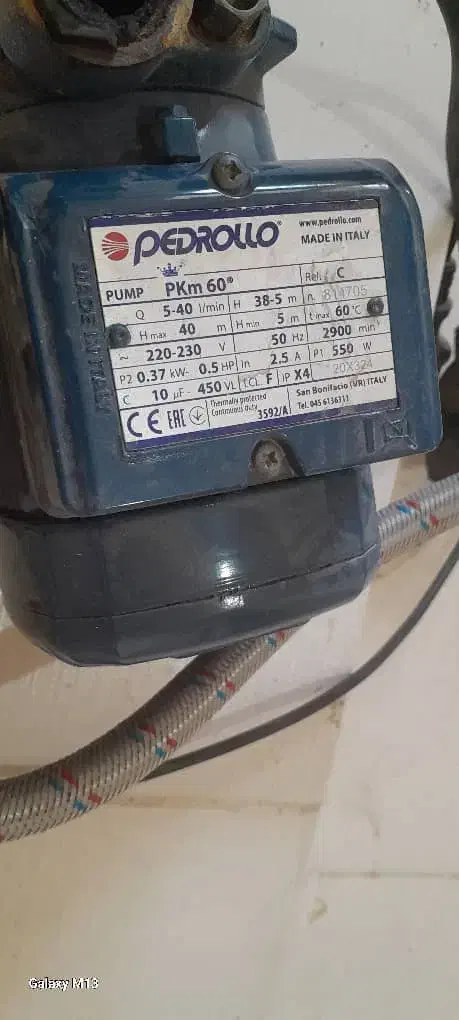 PEDROLLO® www.pedrollo.com
MADE IN ITALY
PUMP PKm 60® Rel. C
Q 5-40 l/min H 38-5 m n. 814705
H max 40 m H min 5 m t max 60°C
~ 220-230 V 50 Hz 2900 min⁻¹
P2 0.37 kW- 0.5 HP In 2.5 A P1 550 W
C 10 µF- 450 VL I.CL F IP X4 20X324
CE EAC Thermally protected
Continuous duty 3592/A
San Bonifacio (VR) ITALY
Tel. 045 6136311
MADE IN ITALY
Galaxy M13